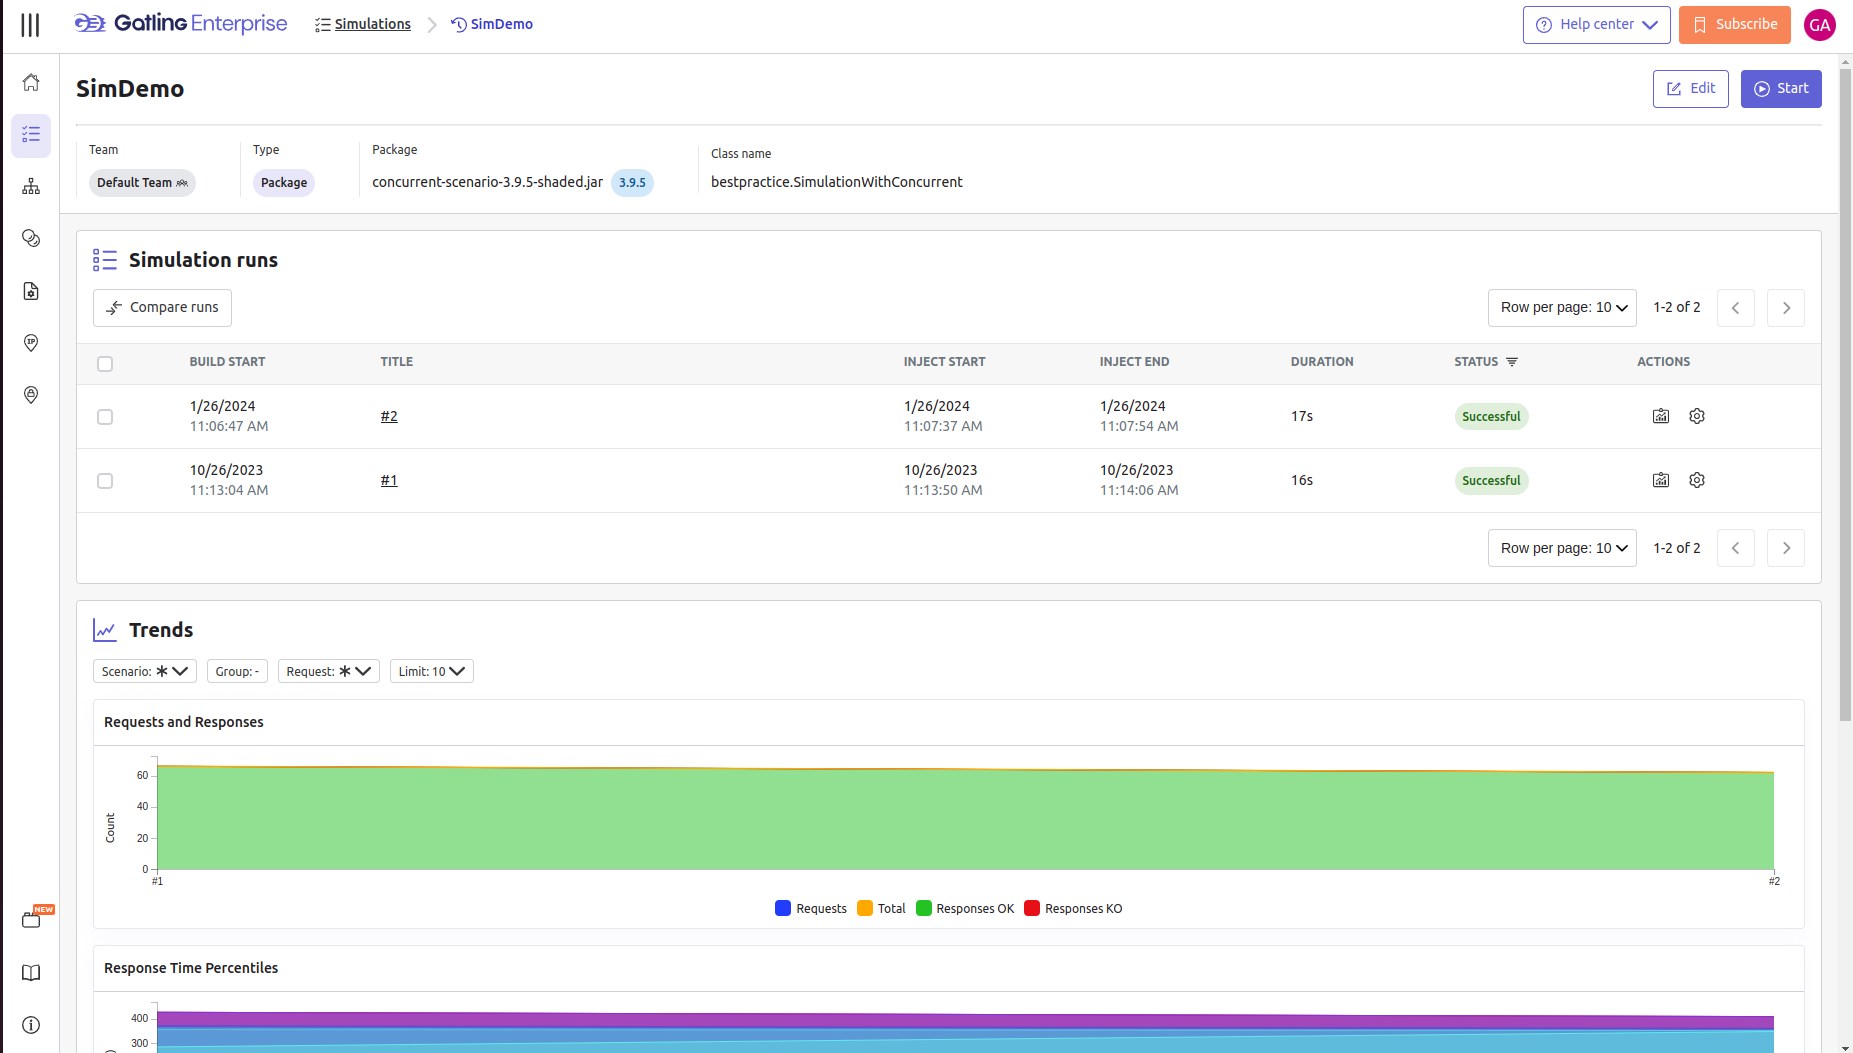 Gatling Enterprise
Simulations
SimDemo
Help center
Subscribe
GA
SimDemo
Edit
Start
Team
Type
Package
Class name
Default Team
Package
concurrent-scenario-3.9.5-shaded.jar 3.9.5
bestpractice.SimulationWithConcurrent
Simulation runs
Compare runs
Row per page: 10
1-2 of 2
BUILD START TITLE INJECT START INJECT END DURATION STATUS ACTIONS
1/26/2024 1/26/2024 1/26/2024
#2 17s Successful
11:06:47 AM 11:07:37 AM 11:07:54 AM
10/26/2023 10/26/2023 10/26/2023
#1 16s Successful
11:13:04 AM 11:13:50 AM 11:14:06 AM
Row per page: 10
1-2 of 2
Trends
Scenario: *
Group: -
Request: *
Limit: 10
Requests and Responses
60
40
20
0
Count
#1
#2
Requests Total Responses OK Responses KO
Response Time Percentiles
400
300
NEW
IP